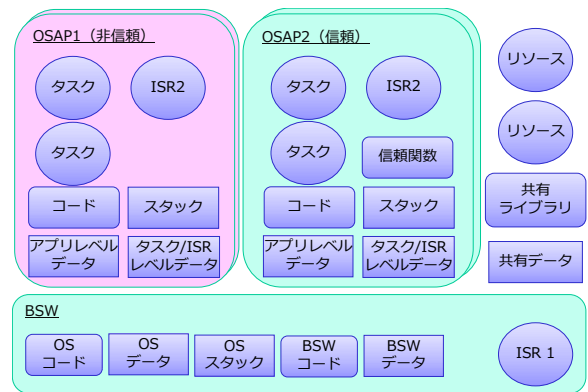 OSAP1（非信頼）
タスク
ISR2
タスク
コード
スタック
アプリレベル
データ
タスク/ISR
レベルデータ
OSAP2（信頼）
タスク
ISR2
タスク
信頼関数
コード
スタック
アプリレベル
データ
タスク/ISR
レベルデータ
リソース
リソース
共有
ライブラリ
共有データ
BSW
OS
コード
OS
データ
OS
スタック
BSW
コード
BSW
データ
ISR 1